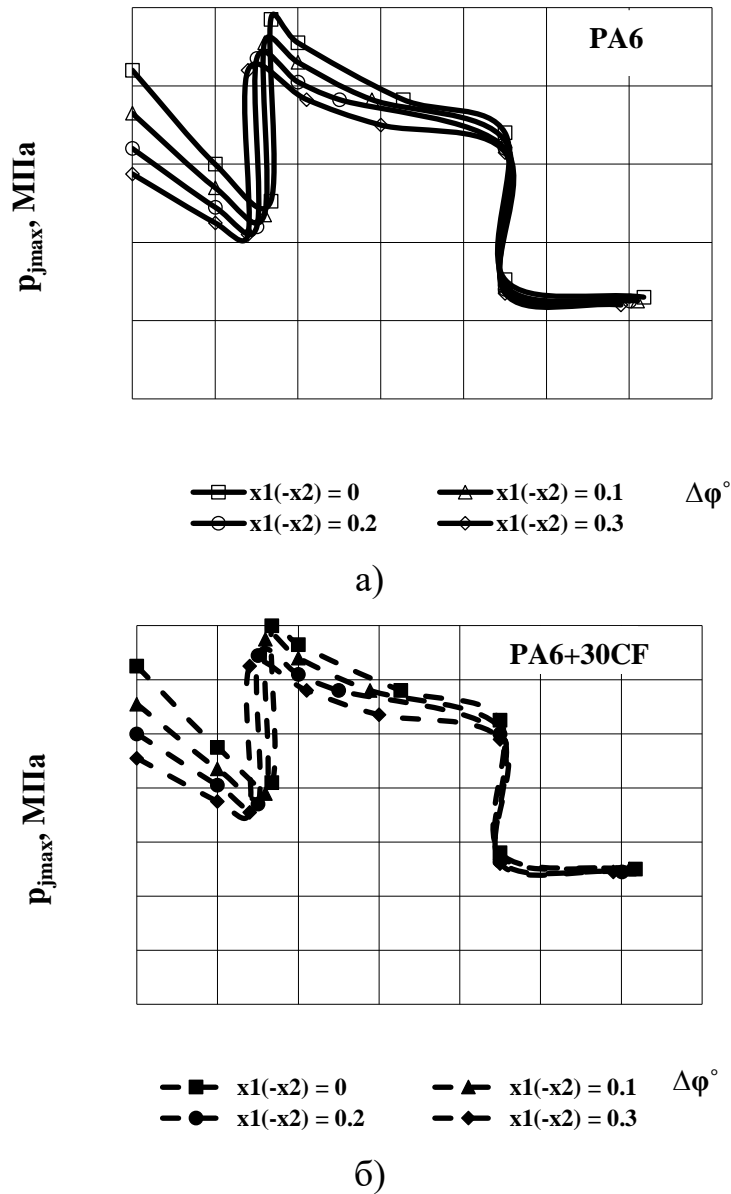 PA6
pjmax, МПа
x1(-x2) = 0 x1(-x2) = 0.1 Δφ°
x1(-x2) = 0.2 x1(-x2) = 0.3
а)
PA6+30CF
pjmax, МПа
x1(-x2) = 0 x1(-x2) = 0.1 Δφ°
x1(-x2) = 0.2 x1(-x2) = 0.3
б)